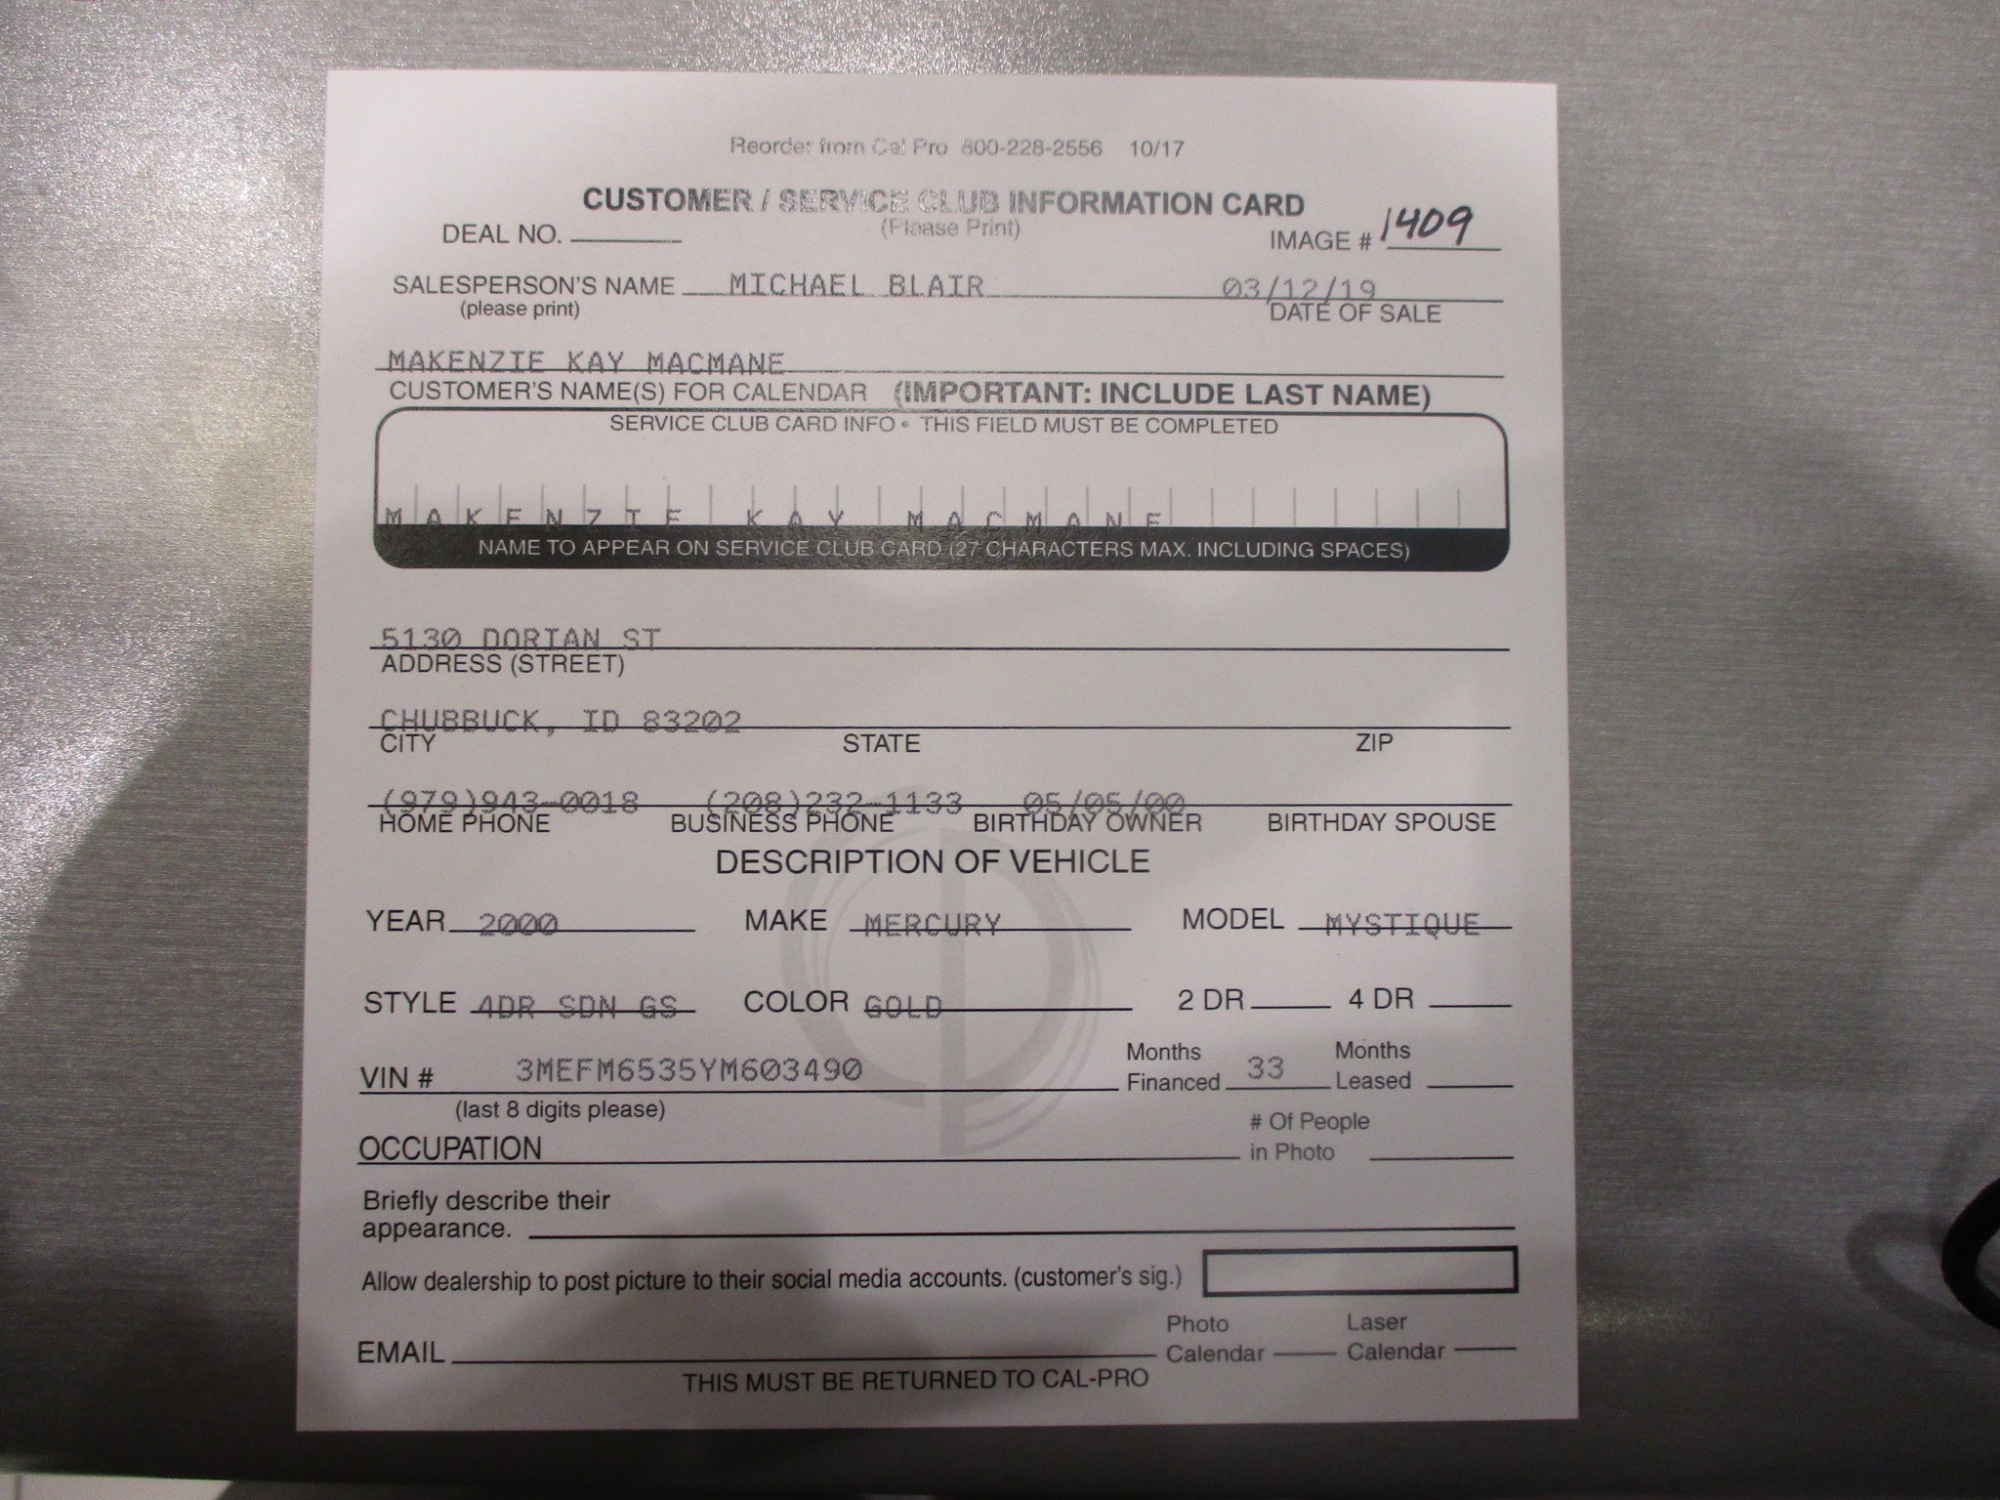 Reorder from Cal Pro 800-228-2556 10/17
CUSTOMER / SERVICE CLUB INFORMATION CARD
(Please Print)
DEAL NO. IMAGE # 1409
SALESPERSON'S NAME MICHAEL BLAIR 03/12/19
(please print) DATE OF SALE
MAKENZIE KAY MACMANE
CUSTOMER'S NAME(S) FOR CALENDAR (IMPORTANT: INCLUDE LAST NAME)
SERVICE CLUB CARD INFO • THIS FIELD MUST BE COMPLETED
MAKENZIE KAY MACMANE
NAME TO APPEAR ON SERVICE CLUB CARD (27 CHARACTERS MAX. INCLUDING SPACES)
5130 DORIAN ST
ADDRESS (STREET)
CHUBBUCK, ID 83202
CITY STATE ZIP
(979)943-0018 (208)232-1133 05/05/00
HOME PHONE BUSINESS PHONE BIRTHDAY OWNER BIRTHDAY SPOUSE
DESCRIPTION OF VEHICLE
YEAR 2000 MAKE MERCURY MODEL MYSTIQUE
STYLE 4DR SDN GS COLOR GOLD 2 DR 4 DR
VIN # 3MEFM6535YM603490 Months Financed 33 Months Leased
(last 8 digits please)
OCCUPATION # Of People in Photo
Briefly describe their
appearance.
Allow dealership to post picture to their social media accounts. (customer's sig.)
EMAIL Photo Calendar Laser Calendar
THIS MUST BE RETURNED TO CAL-PRO